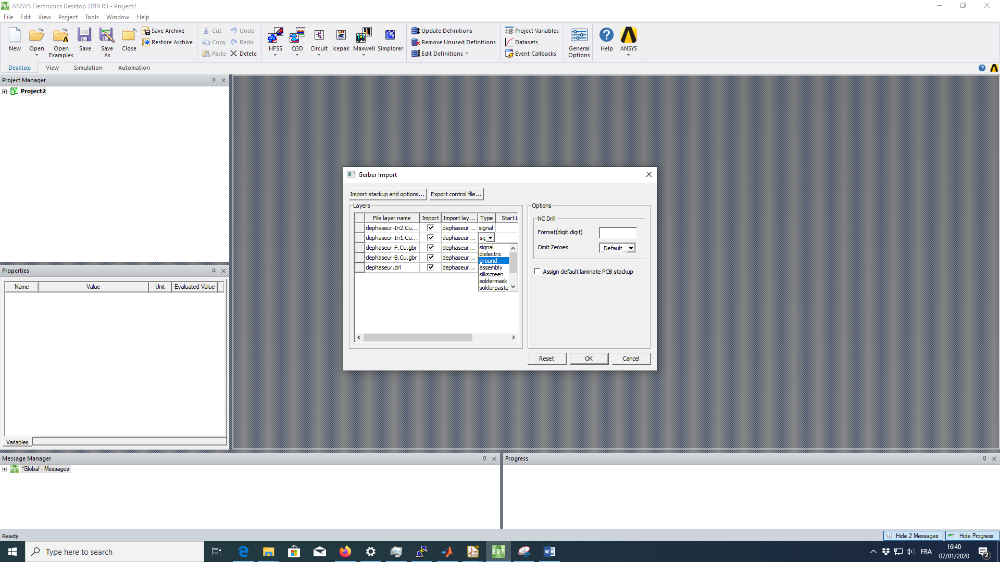 EDT ANSYS Electronics Desktop 2019 R3 - Project2
File Edit View Project Tools Window Help
New
Open
Open Examples
Save
Save As
Close
Save Archive
Restore Archive
Cut
Copy
Paste
Undo
Redo
Delete
HFSS
Q3D
Circuit
Icepak
Maxwell
Simplorer
Update Definitions
Remove Unused Definitions
Edit Definitions
Project Variables
Datasets
Event Callbacks
General Options
Help
ANSYS
Desktop View Simulation Automation
Project Manager
Project2
Gerber Import
Import stackup and options...
Export control file...
Layers
File layer name Import Import lay... Type Start L
dephaseur-In2.Cu... dephaseur... signal
dephaseur-In1.Cu... dephaseur... sig
dephaseur-F.Cu.gbr dephaseur...
dephaseur-B.Cu.gbr dephaseur...
dephaseur.drl dephaseur...
signal
dielectric
ground
assembly
silkscreen
soldermask
solderpaste
Options
NC Drill
Format(digit.digit)
Omit Zeroes _Default_
Assign default laminate PCB stackup
Reset OK Cancel
Properties
Name Value Unit Evaluated Value
Variables
Message Manager
EDT *Global - Messages
Progress
Ready
Hide 2 Messages Hide Progress
Type here to search
EDT
FRA
16:40
07/01/2020
2